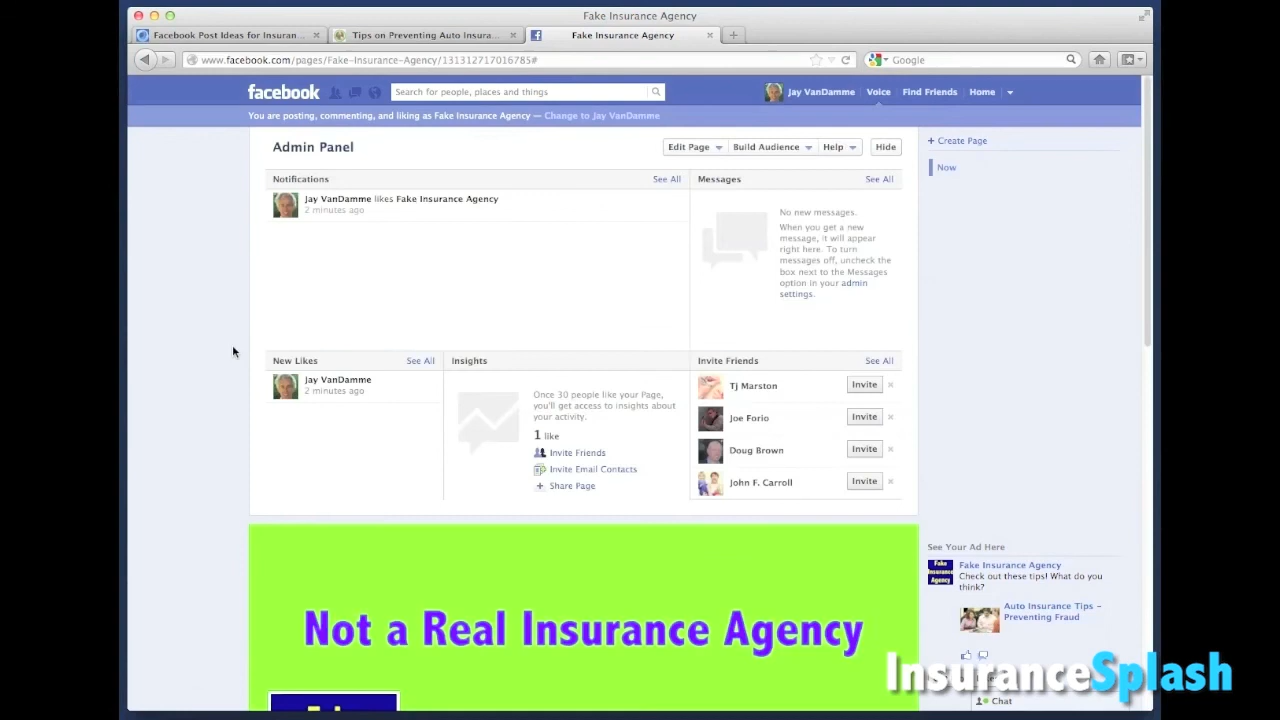 Fake Insurance Agency
Facebook Post Ideas for Insuran...
Tips on Preventing Auto Insura...
Fake Insurance Agency
www.facebook.com/pages/Fake-Insurance-Agency/131312717016785#
Google
facebook
Search for people, places and things
Jay VanDamme Voice Find Friends Home
You are posting, commenting, and liking as Fake Insurance Agency — Change to Jay VanDamme
Admin Panel
Edit Page
Build Audience
Help
Hide
+ Create Page
Now
Notifications
See All
Jay VanDamme likes Fake Insurance Agency
2 minutes ago
Messages
See All
No new messages.
When you get a new
message, it will appear
right here. To turn
messages off, uncheck the
box next to the Messages
option in your admin
settings.
New Likes
See All
Jay VanDamme
2 minutes ago
Insights
Once 30 people like your Page,
you'll get access to insights about
your activity.
1 like
Invite Friends
Invite Email Contacts
+ Share Page
Invite Friends
See All
Tj Marston
Invite
Joe Forio
Invite
Doug Brown
Invite
John F. Carroll
Invite
Not a Real Insurance Agency
See Your Ad Here
Fake
Insurance
Agency
Fake Insurance Agency
Check out these tips! What do you
think?
Auto Insurance Tips –
Preventing Fraud
InsuranceSplash
Chat